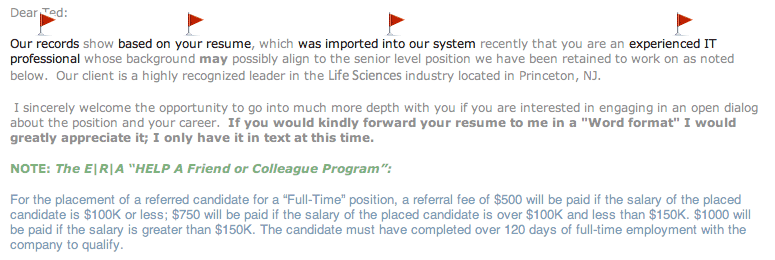 Dear Ted:
Our records show based on your resume, which was imported into our system recently that you are an experienced IT
professional whose background may possibly align to the senior level position we have been retained to work on as noted
below. Our client is a highly recognized leader in the Life Sciences industry located in Princeton, NJ.
I sincerely welcome the opportunity to go into much more depth with you if you are interested in engaging in an open dialog
about the position and your career. If you would kindly forward your resume to me in a "Word format" I would
greatly appreciate it; I only have it in text at this time.
NOTE: The E|R|A “HELP A Friend or Colleague Program”:
For the placement of a referred candidate for a “Full-Time” position, a referral fee of $500 will be paid if the salary of the placed
candidate is $100K or less; $750 will be paid if the salary of the placed candidate is over $100K and less than $150K. $1000 will
be paid if the salary is greater than $150K. The candidate must have completed over 120 days of full-time employment with the
company to qualify.